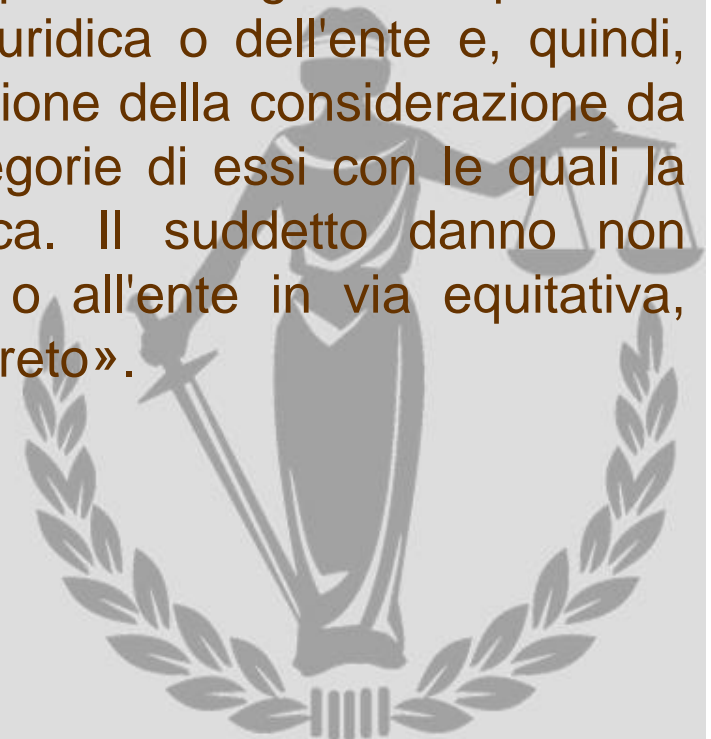 uridica o dell'ente e, quindi,
ione della considerazione da
egorie di essi con le quali la
ca. Il suddetto danno non
o all'ente in via equitativa,
reto».